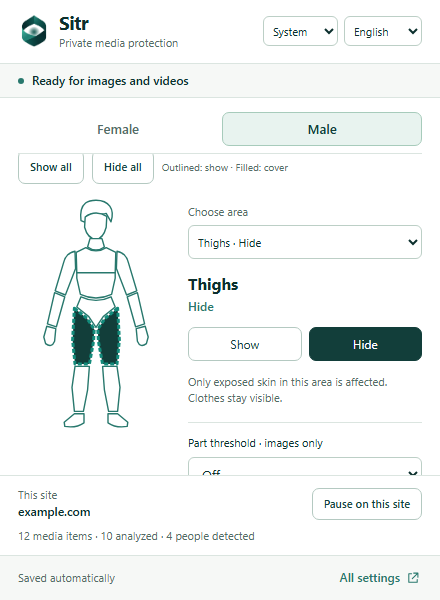 Sitr
Private media protection
System
English
Ready for images and videos
Female
Male
Show all
Hide all
Outlined: show · Filled: cover
Choose area
Thighs · Hide
Thighs
Hide
Show
Hide
Only exposed skin in this area is affected.
Clothes stay visible.
Part threshold · images only
Off
This site
example.com
Pause on this site
12 media items · 10 analyzed · 4 people detected
Saved automatically
All settings